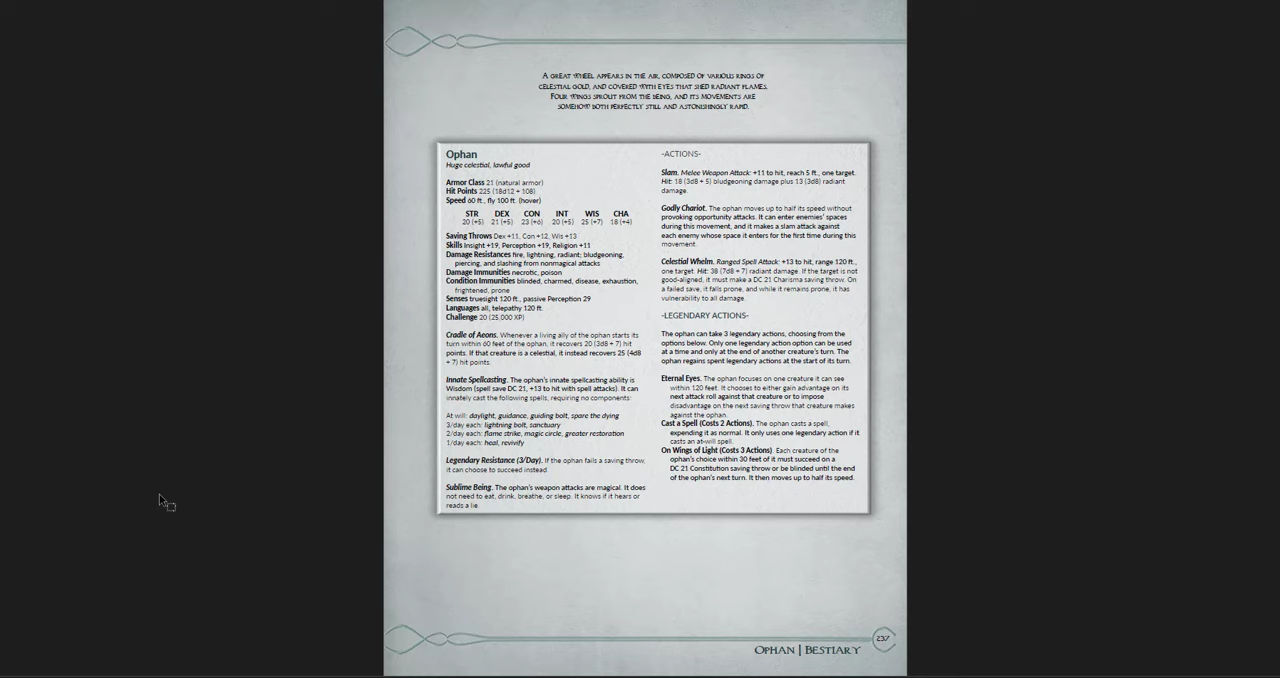 A great wheel appears in the air, composed of various rings of
celestial gold, and covered with eyes that shed radiant flames.
Four wings sprout from the being, and its movements are
somehow both perfectly still and astonishingly rapid.
Ophan
Huge celestial, lawful good
Armor Class 21 (natural armor)
Hit Points 225 (18d12 + 108)
Speed 60 ft., fly 100 ft. (hover)
STR DEX CON INT WIS CHA
20 (+5) 21 (+5) 23 (+6) 20 (+5) 25 (+7) 18 (+4)
Saving Throws Dex +11, Con +12, Wis +13
Skills Insight +19, Perception +19, Religion +11
Damage Resistances fire, lightning, radiant; bludgeoning,
piercing, and slashing from nonmagical attacks
Damage Immunities necrotic, poison
Condition Immunities blinded, charmed, disease, exhaustion,
frightened, prone
Senses truesight 120 ft., passive Perception 29
Languages all, telepathy 120 ft.
Challenge 20 (25,000 XP)
Cradle of Aeons. Whenever a living ally of the ophan starts its
turn within 60 feet of the ophan, it recovers 20 (3d8 + 7) hit
points. If that creature is a celestial, it instead recovers 25 (4d8
+ 7) hit points.
Innate Spellcasting. The ophan's innate spellcasting ability is
Wisdom (spell save DC 21, +13 to hit with spell attacks). It can
innately cast the following spells, requiring no components:
At will: daylight, guidance, guiding bolt, spare the dying
3/day each: lightning bolt, sanctuary
2/day each: flame strike, magic circle, greater restoration
1/day each: heal, revivify
Legendary Resistance (3/Day). If the ophan fails a saving throw,
it can choose to succeed instead.
Sublime Being. The ophan's weapon attacks are magical. It does
not need to eat, drink, breathe, or sleep. It knows if it hears or
reads a lie.
-ACTIONS-
Slam. Melee Weapon Attack: +11 to hit, reach 5 ft., one target.
Hit: 18 (3d8 + 5) bludgeoning damage plus 13 (3d8) radiant
damage.
Godly Chariot. The ophan moves up to half its speed without
provoking opportunity attacks. It can enter enemies' spaces
during this movement, and it makes a slam attack against
each enemy whose space it enters for the first time during this
movement.
Celestial Whelm. Ranged Spell Attack: +13 to hit, range 120 ft.,
one target. Hit: 38 (7d8 + 7) radiant damage. If the target is not
good-aligned, it must make a DC 21 Charisma saving throw. On
a failed save, it falls prone, and while it remains prone, it has
vulnerability to all damage.
-LEGENDARY ACTIONS-
The ophan can take 3 legendary actions, choosing from the
options below. Only one legendary action option can be used
at a time and only at the end of another creature's turn. The
ophan regains spent legendary actions at the start of its turn.
Eternal Eyes. The ophan focuses on one creature it can see
within 120 feet. It chooses to either gain advantage on its
next attack roll against that creature or to impose
disadvantage on the next saving throw that creature makes
against the ophan.
Cast a Spell (Costs 2 Actions). The ophan casts a spell,
expending it as normal. It only uses one legendary action if it
casts an at-will spell.
On Wings of Light (Costs 3 Actions). Each creature of the
ophan's choice within 30 feet of it must succeed on a
DC 21 Constitution saving throw or be blinded until the end
of the ophan's next turn. It then moves up to half its speed.
237
Ophan | Bestiary